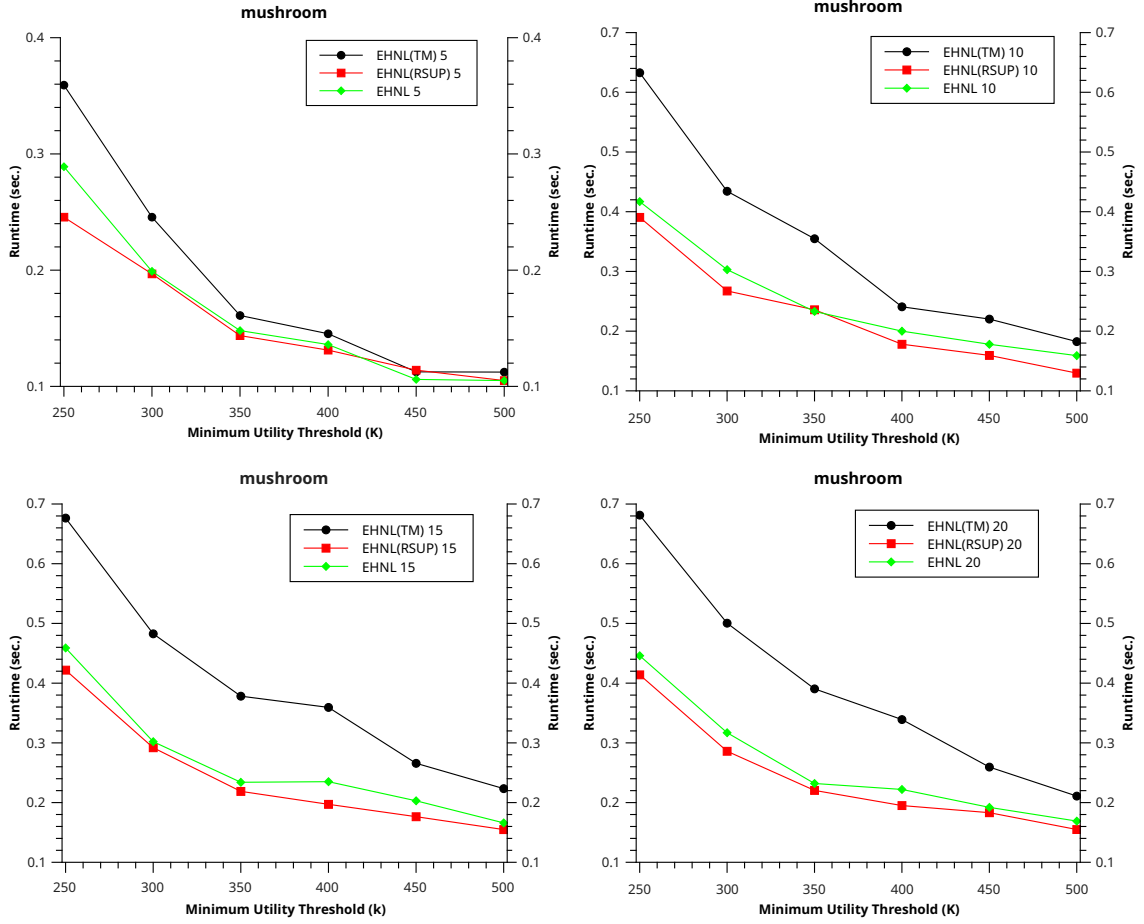 mushroom
0.4
0.3
0.2
0.1
0.4
0.3
0.2
0.1
Runtime (sec.)
Runtime (sec.)
EHNL(TM) 5
EHNL(RSUP) 5
EHNL 5
250 300 350 400 450 500
Minimum Utility Threshold (K)
mushroom
0.7
0.6
0.5
0.4
0.3
0.2
0.1
0.7
0.6
0.5
0.4
0.3
0.2
0.1
Runtime (sec.)
Runtime (sec.)
EHNL(TM) 10
EHNL(RSUP) 10
EHNL 10
250 300 350 400 450 500
Minimum Utility Threshold (K)
mushroom
0.7
0.6
0.5
0.4
0.3
0.2
0.1
0.7
0.6
0.5
0.4
0.3
0.2
0.1
Runtime (sec.)
Runtime (sec.)
EHNL(TM) 15
EHNL(RSUP) 15
EHNL 15
250 300 350 400 450 500
Minimum Utility Threshold (k)
mushroom
0.7
0.6
0.5
0.4
0.3
0.2
0.1
0.7
0.6
0.5
0.4
0.3
0.2
0.1
Runtime (sec.)
Runtime (sec.)
EHNL(TM) 20
EHNL(RSUP) 20
EHNL 20
250 300 350 400 450 500
Minimum Utility Threshold (K)